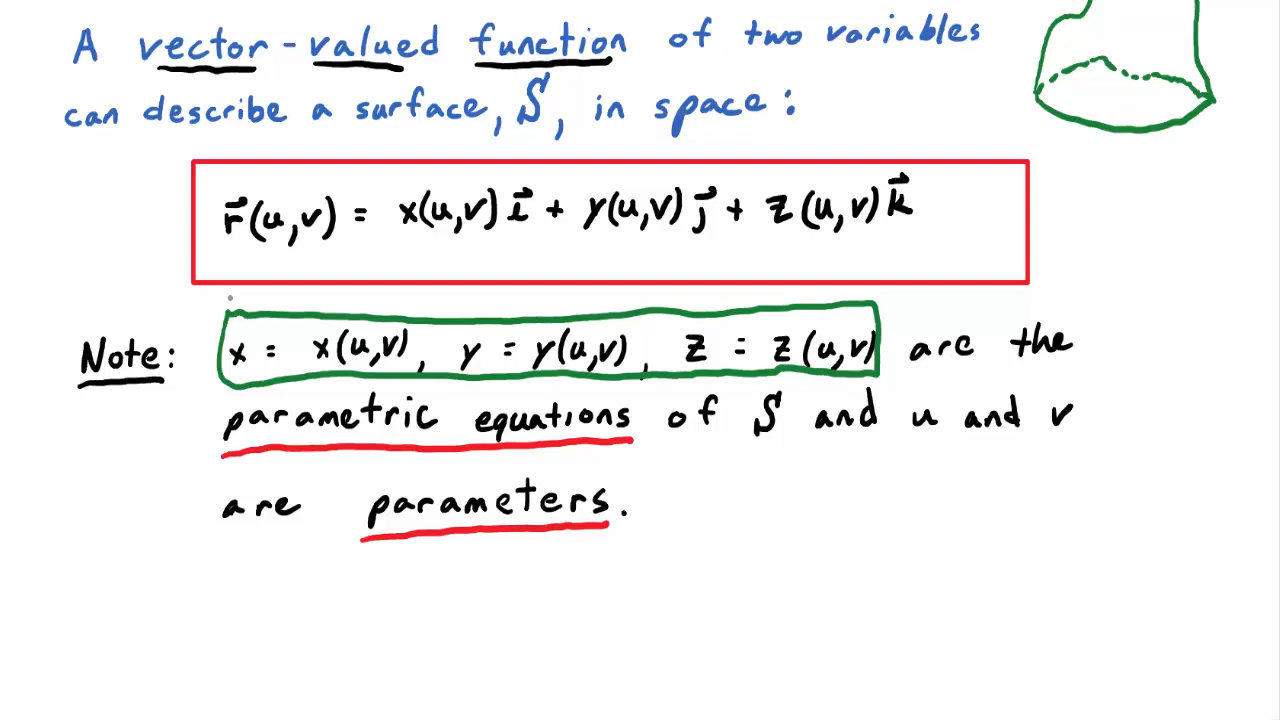 A vector-valued function of two variables
can describe a surface, S, in space:
r⃗(u,v) = x(u,v) i⃗ + y(u,v) j⃗ + z(u,v) k⃗
Note: x = x(u,v), y = y(u,v), z = z(u,v) are the
parametric equations of S and u and v
are parameters.